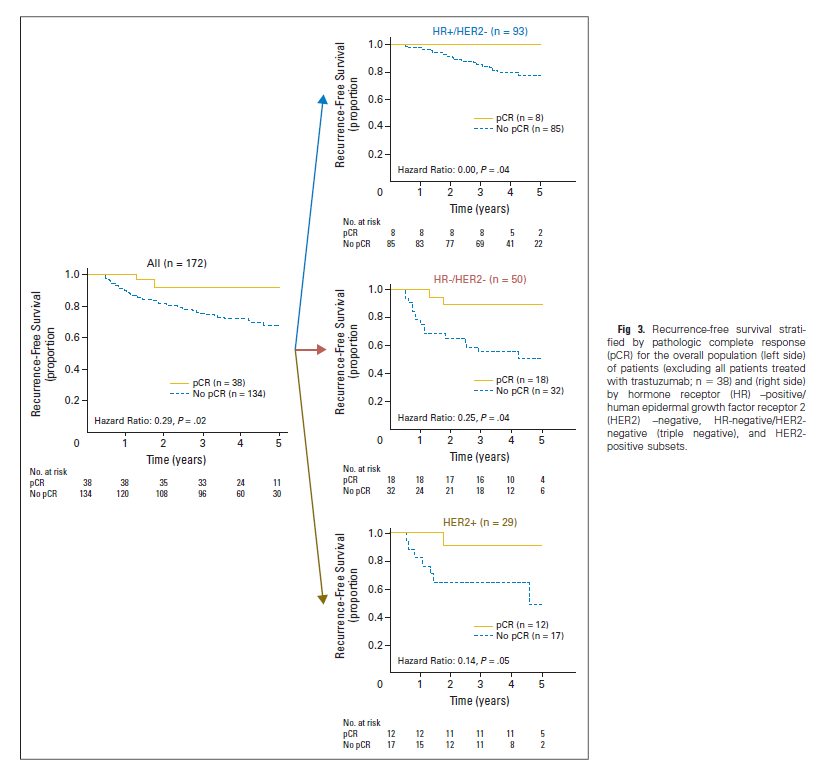 All (n = 172)
Recurrence-Free Survival
(proportion
1.0
0.8
0.6
0.4
0.2
pCR (n = 38)
No pCR (n = 134)
Hazard Ratio: 0.29, P = .02
0 1 2 3 4 5
Time (years)
No. at risk
pCR 38 38 35 33 24 11
No pCR 134 120 108 96 60 30
HR+/HER2- (n = 93)
Recurrence-Free Survival
(proportion
1.0
0.8
0.6
0.4
0.2
pCR (n = 8)
No pCR (n = 85)
Hazard Ratio: 0.00, P = .04
0 1 2 3 4 5
Time (years)
No. at risk
pCR 8 8 8 8 5 2
No pCR 85 83 77 69 41 22
HR-/HER2- (n = 50)
Recurrence-Free Survival
(proportion
1.0
0.8
0.6
0.4
0.2
pCR (n = 18)
No pCR (n = 32)
Hazard Ratio: 0.25, P = .04
0 1 2 3 4 5
Time (years)
No. at risk
pCR 18 18 17 16 10 4
No pCR 32 24 21 18 12 6
HER2+ (n = 29)
Recurrence-Free Survival
(proportion)
1.0
0.8
0.6
0.4
0.2
pCR (n = 12)
No pCR (n = 17)
Hazard Ratio: 0.14, P = .05
0 1 2 3 4 5
Time (years)
No. at risk
pCR 12 12 11 11 11 5
No pCR 17 15 12 11 8 2
Fig 3. Recurrence-free survival strati-
fied by pathologic complete response
(pCR) for the overall population (left side)
of patients (excluding all patients treated
with trastuzumab; n = 38) and (right side)
by hormone receptor (HR) –positive/
human epidermal growth factor receptor 2
(HER2) –negative, HR-negative/HER2-
negative (triple negative), and HER2-
positive subsets.